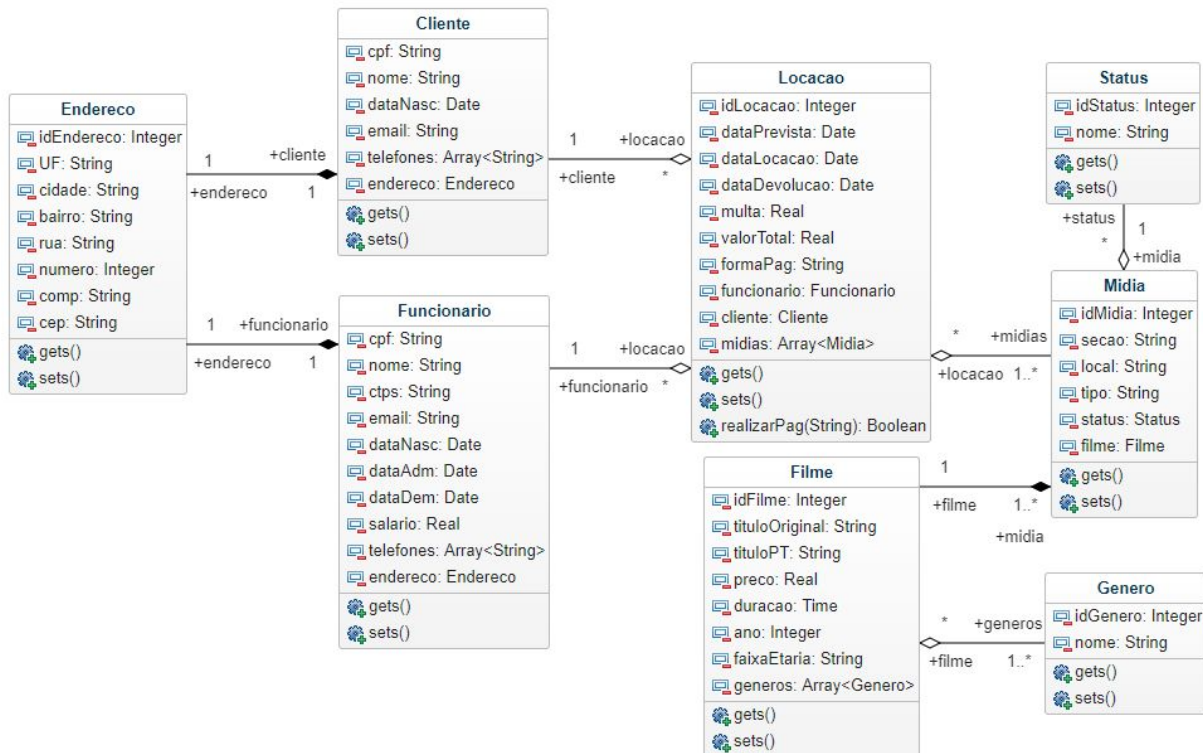 Cliente
cpf: String
nome: String
dataNasc: Date
email: String
telefones: Array<String>
endereco: Endereco
gets()
sets()
Endereco
idEndereco: Integer
UF: String
cidade: String
bairro: String
rua: String
numero: Integer
comp: String
cep: String
gets()
sets()
1 +cliente
+endereco 1
1 +funcionario
+endereco 1
Funcionario
cpf: String
nome: String
ctps: String
email: String
dataNasc: Date
dataAdm: Date
dataDem: Date
salario: Real
telefones: Array<String>
endereco: Endereco
gets()
sets()
1 +locacao
+cliente *
1 +locacao
+funcionario *
Locacao
idLocacao: Integer
dataPrevista: Date
dataLocacao: Date
dataDevolucao: Date
multa: Real
valorTotal: Real
formaPag: String
funcionario: Funcionario
cliente: Cliente
midias: Array<Midia>
gets()
sets()
realizarPag(String): Boolean
Status
idStatus: Integer
nome: String
gets()
sets()
+status 1
* +midia
Midia
idMidia: Integer
secao: String
local: String
tipo: String
status: Status
filme: Filme
gets()
sets()
* +midias
+locacao 1..*
Filme
idFilme: Integer
tituloOriginal: String
tituloPT: String
preco: Real
duracao: Time
ano: Integer
faixaEtaria: String
generos: Array<Genero>
gets()
sets()
1
+filme 1..*
+midia
* +generos
+filme 1..*
Genero
idGenero: Integer
nome: String
gets()
sets()